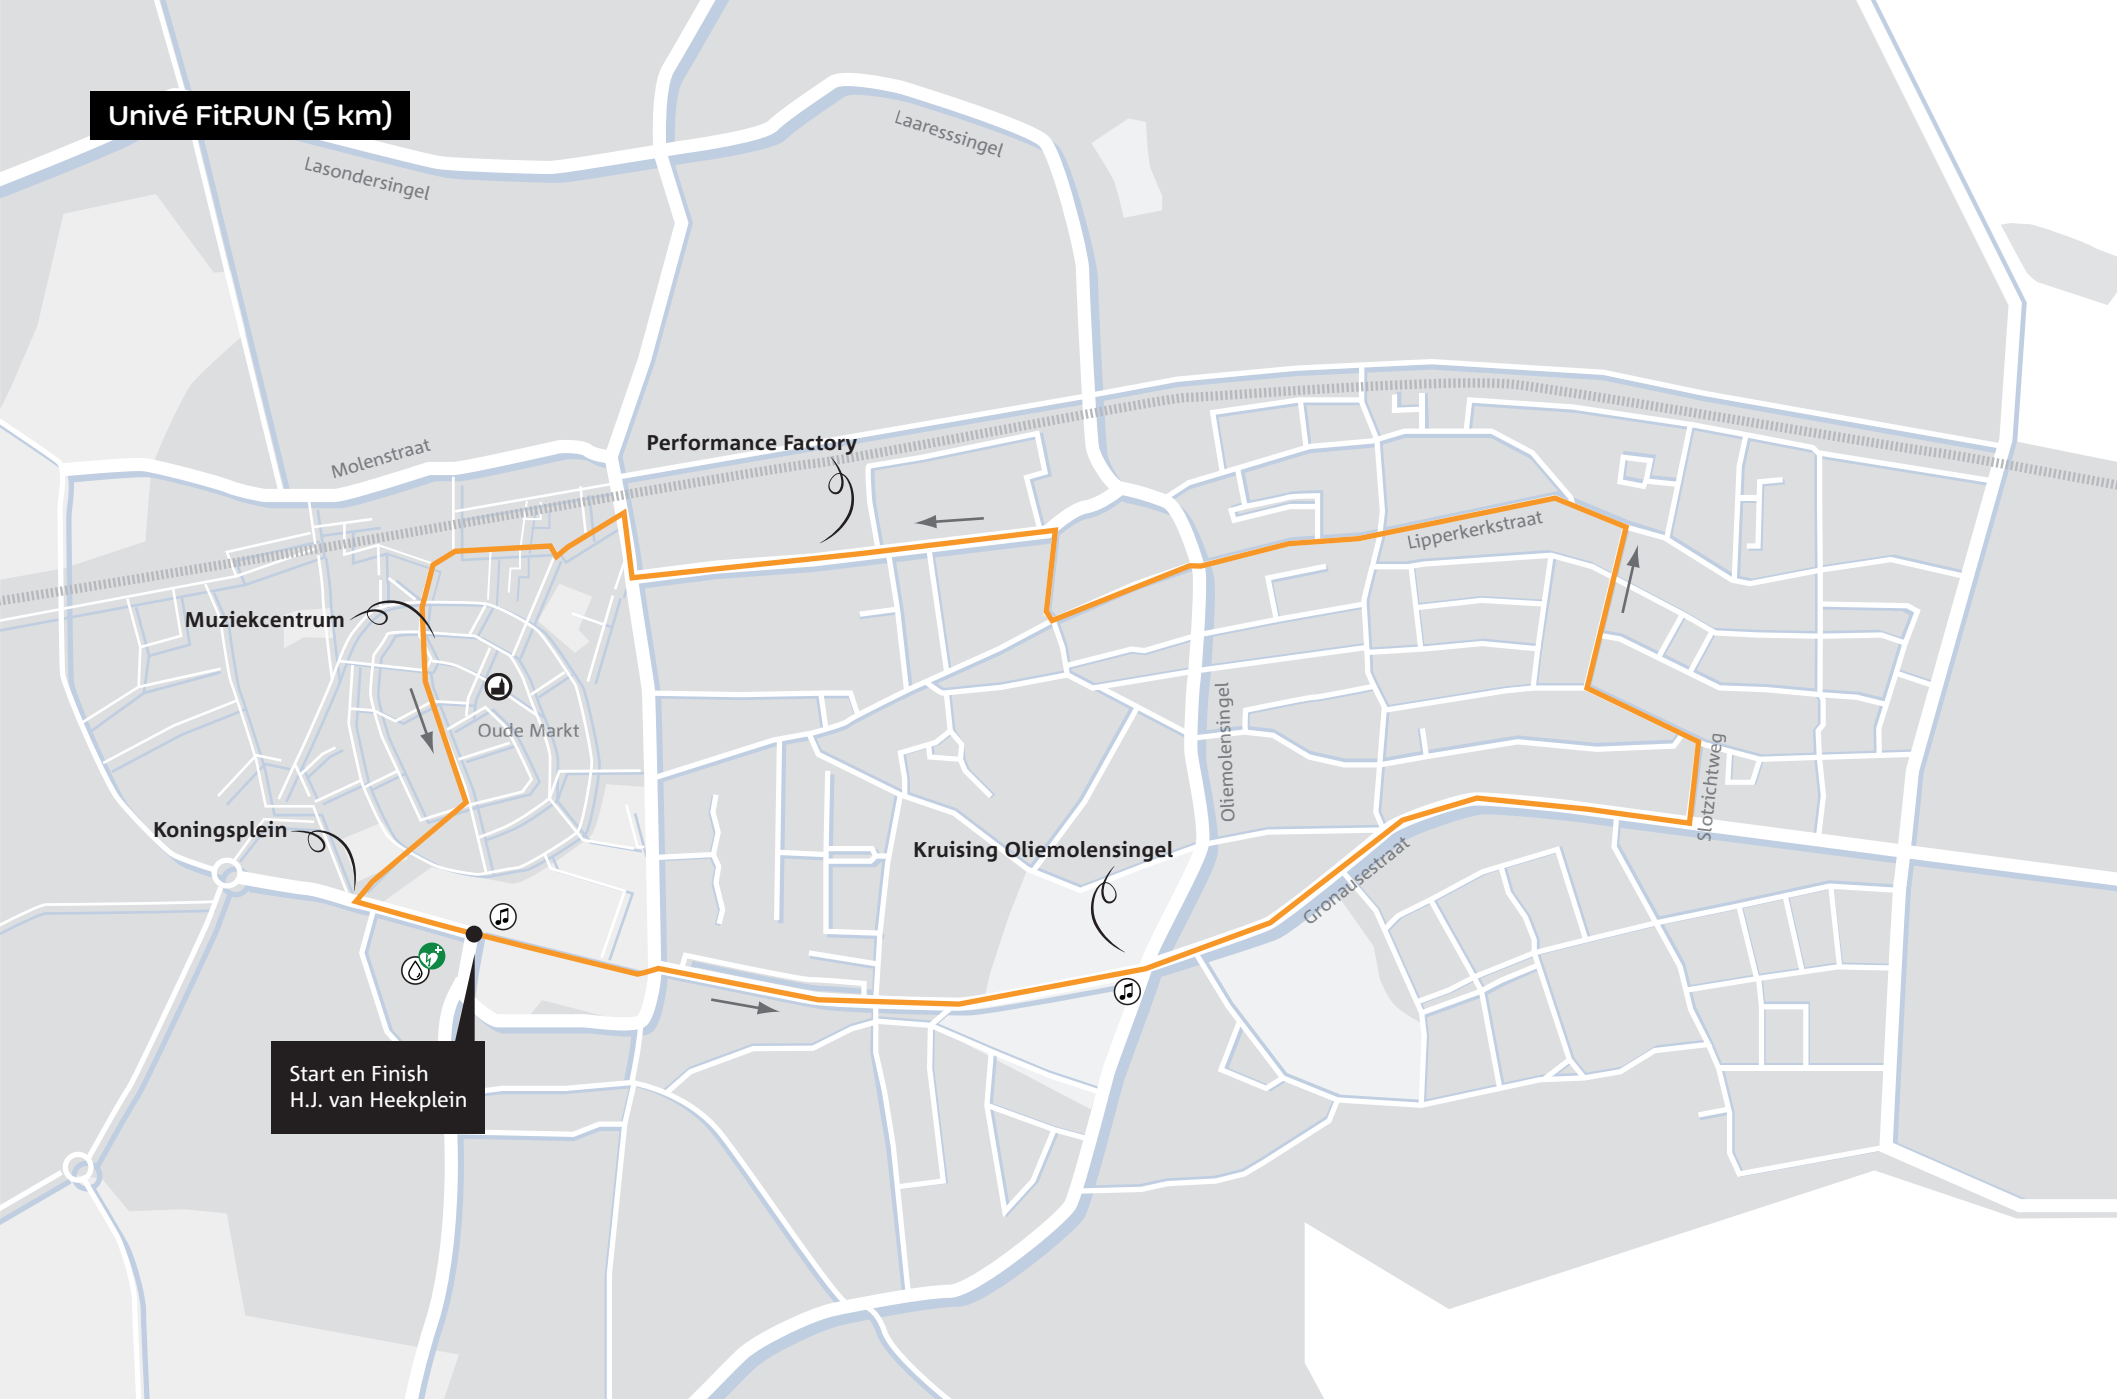 Univé FitRUN (5 km)
Laaresssingel
Lasondersingel
Performance Factory
Molenstraat
Lipperkerkstraat
Muziekcentrum
Oude Markt
Oliemolensingel
Slotzichtweg
Koningsplein
Kruising Oliemolensingel
Gronausestraat
Start en Finish
H.J. van Heekplein